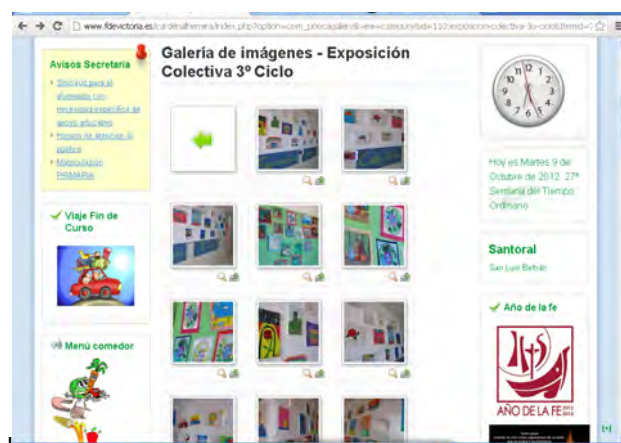 www.fdevictoria.es/cardenalherrera/index.php?option=com_phocagallery&view=category&id=110:exposicion-colectiva-3o-ciclo&Itemid=
Avisos Secretaria
Solicitud para el
alumnado con
necesidad específica de
apoyo educativo
Horario de atención al
público
Matriculación
PRIMARIA
Viaje Fin de
Curso
Menú comedor
Galería de imágenes - Exposición
Colectiva 3º Ciclo
Hoy es Martes 9 de
Octubre de 2012. 27ª
Semana del Tiempo
Ordinario
Santoral
San Luis Beltrán
Año de la fe
AÑO DE LA FE 2012
2013
[+]